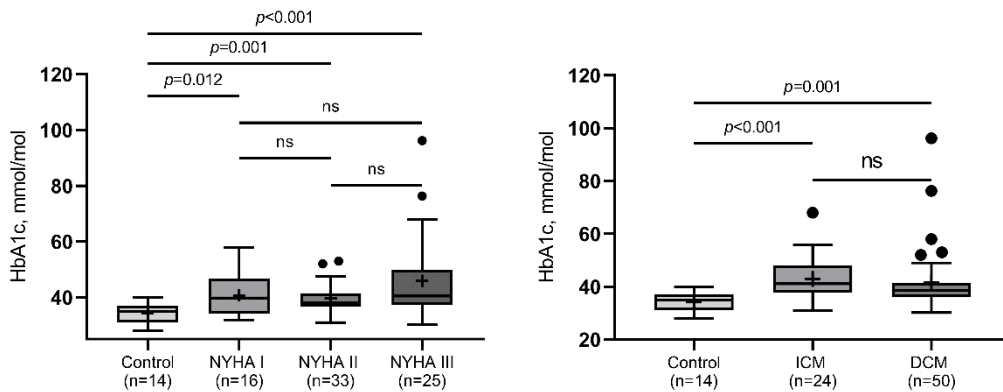 p<0.001
p=0.001
p=0.012
ns
ns
ns
HbA1c, mmol/mol
120
100
80
60
40
Control
(n=14)
NYHA I
(n=16)
NYHA II
(n=33)
NYHA III
(n=25)
p=0.001
p<0.001
ns
HbA1c, mmol/mol
120
100
80
60
40
20
Control
(n=14)
ICM
(n=24)
DCM
(n=50)